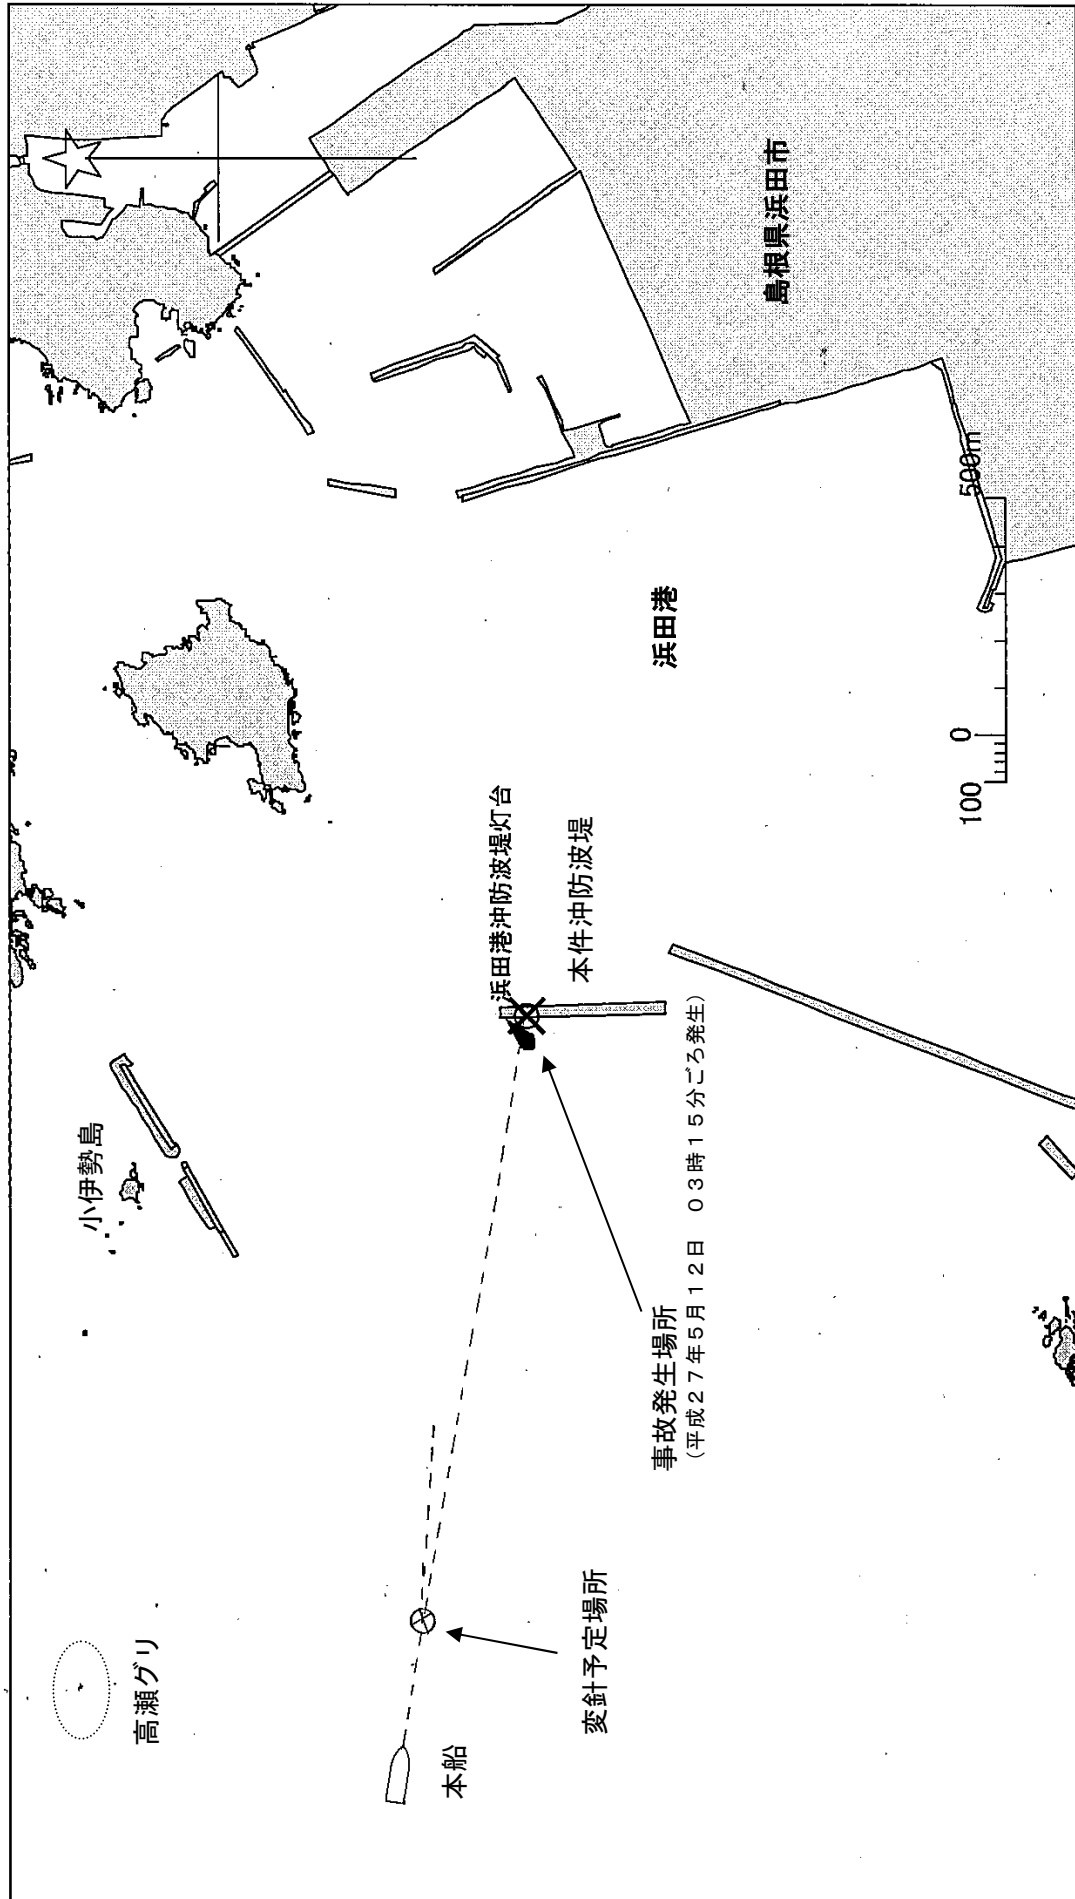 高瀬グリ
小伊勢島
本船
変針予定場所
事故発生場所
(平成27年5月12日 03時15分ごろ発生)
浜田港沖防波堤灯台
本件沖防波堤
浜田港
島根県浜田市
100
0
500m